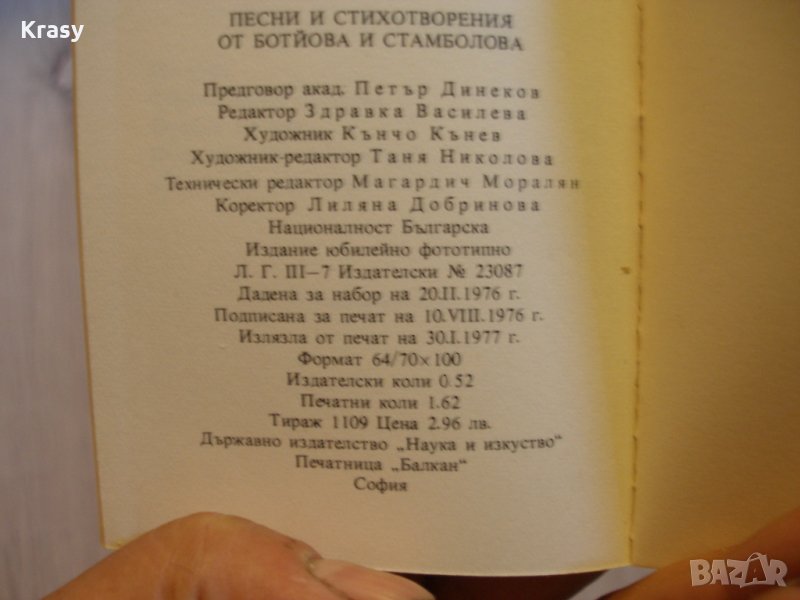 Krasy
ПЕСНИ И СТИХОТВОРЕНИЯ
ОТ БОТЙОВА И СТАМБОЛОВА
Предговор акад. Петър Динеков
Редактор Здравка Василева
Художник Кънчо Кънев
Художник-редактор Таня Николова
Технически редактор Магардич Моралян
Коректор Лиляна Добринова
Националност Българска
Издание юбилейно фототипно
Л. Г. III—7 Издателски № 23087
Дадена за набор на 20.II.1976 г.
Подписана за печат на 10.VIII.1976 г.
Излязла от печат на 30.I.1977 г.
Формат 64/70×100
Издателски коли 0.52
Печатни коли 1.62
Тираж 1109 Цена 2.96 лв.
Държавно издателство „Наука и изкуство“
Печатница „Балкан“
София
BAZAR